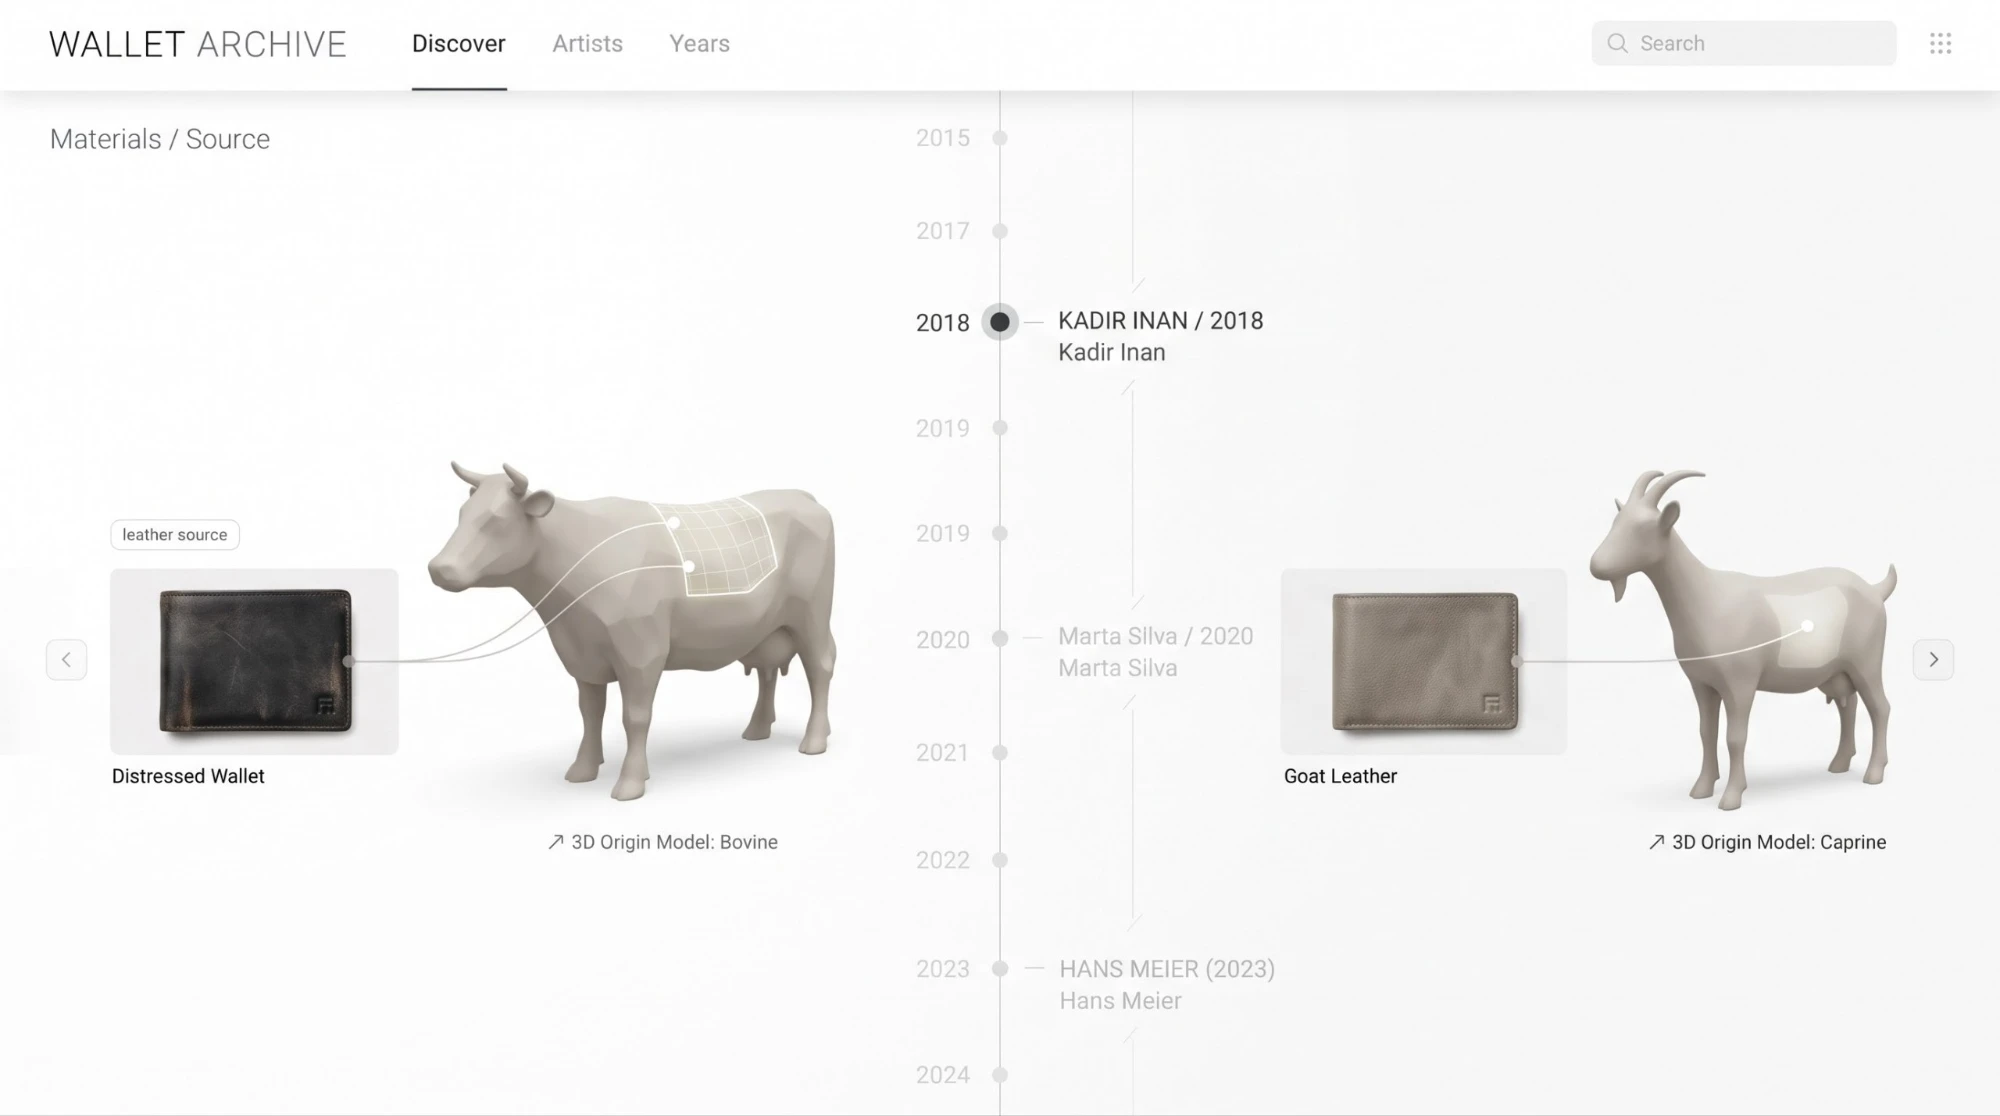 WALLET ARCHIVE
Discover
Artists
Years
Search
Materials / Source
2015
2017
2018
KADIR INAN / 2018
Kadir Inan
2019
2019
2020
Marta SIlva / 2020
Marta Silva
2021
2022
2023
HANS MEIER (2023)
Hans Meier
2024
leather source
Distressed Wallet
3D Origin Model: Bovine
Goat Leather
3D Origin Model: Caprine